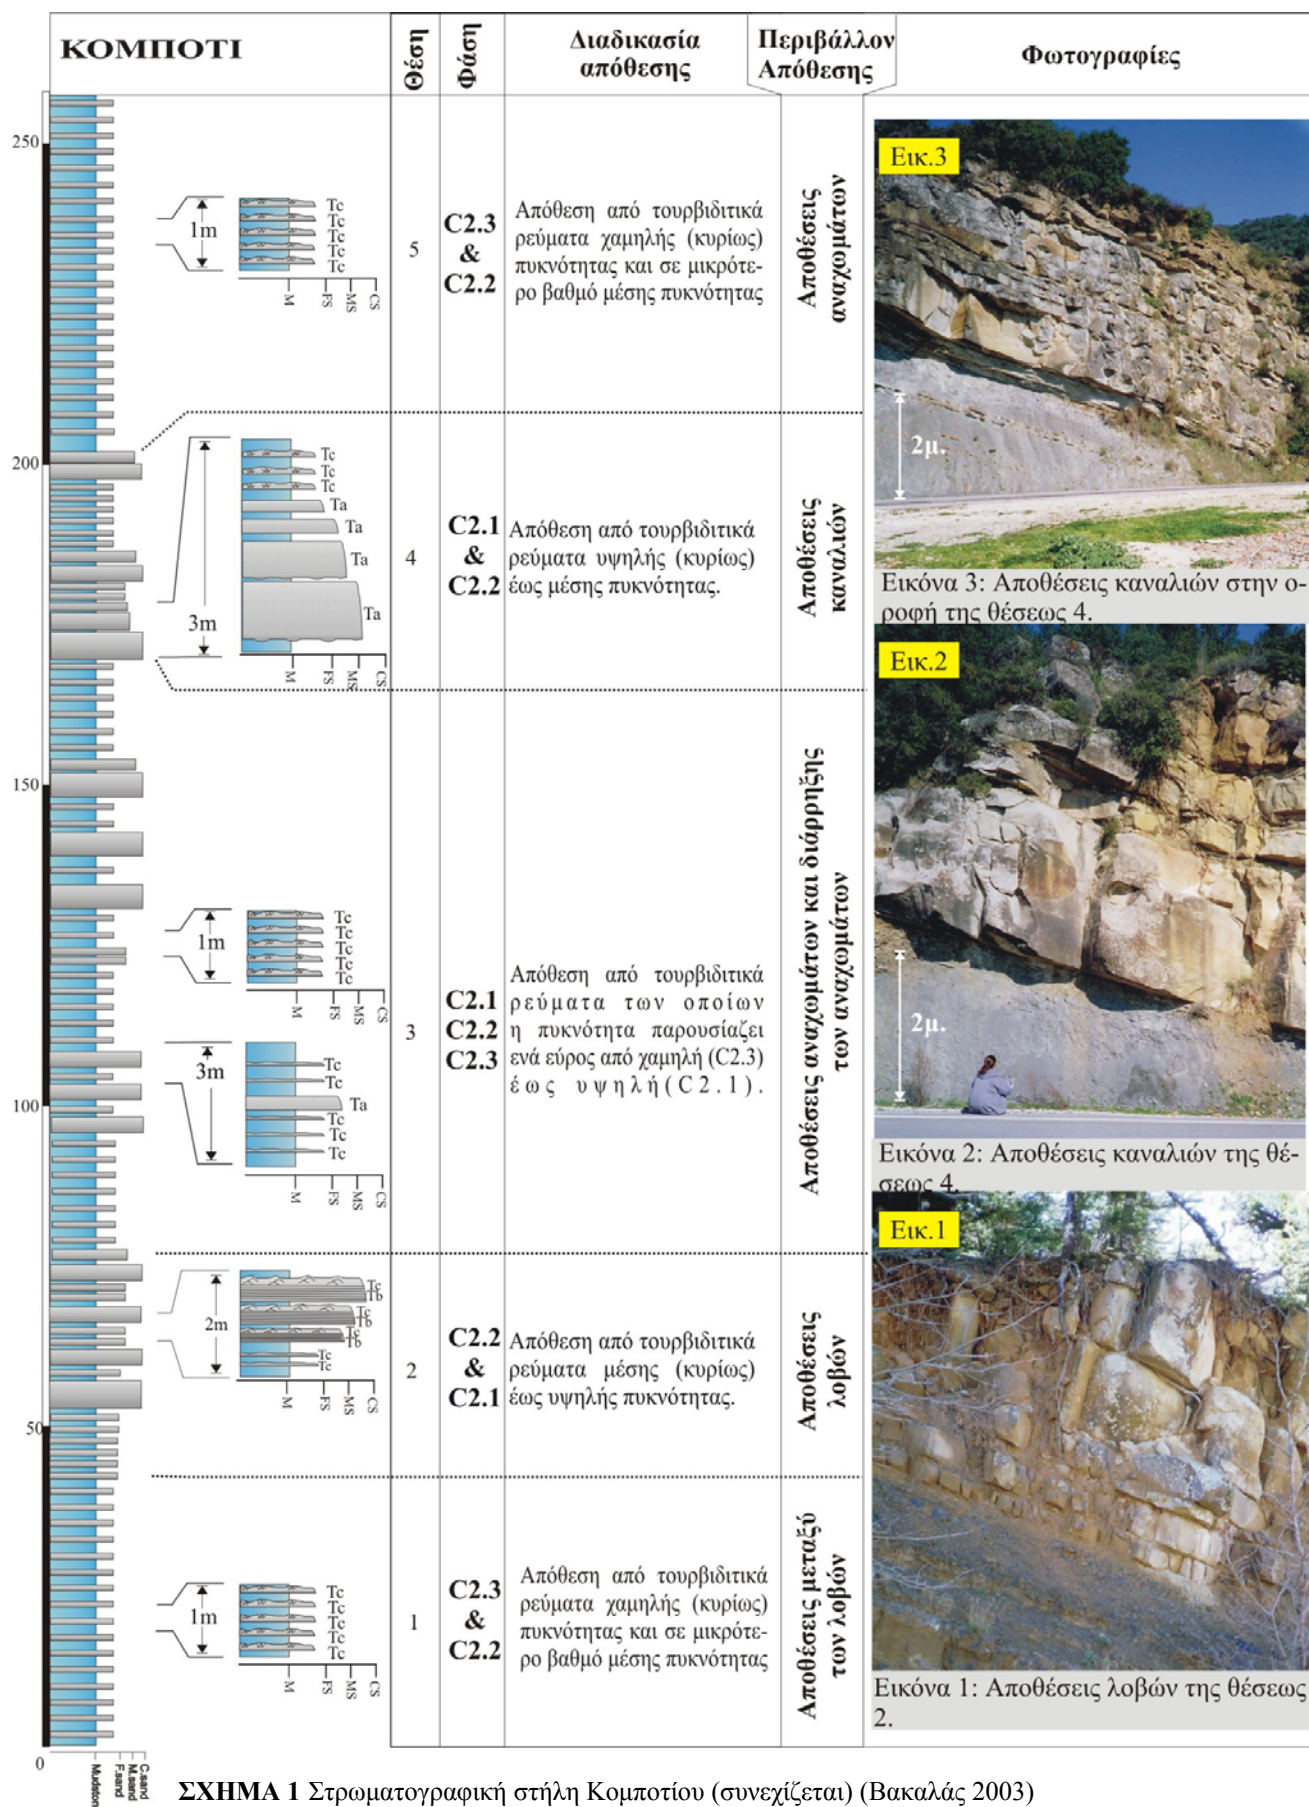 ΚΟΜΠΟΤΙ
Θέση
Φάση
Διαδικασία
απόθεσης
Περιβάλλον
Απόθεσης
Φωτογραφίες
250
200
150
100
50
0
Mudston
F.sand
M.sand
C.sand
1m
Tc
Tc
Tc
Tc
Tc
M
FS
MS
CS
5
C2.3
&
C2.2
Απόθεση από τουρβιδιτικά
ρεύματα χαμηλής (κυρίως)
πυκνότητας και σε μικρότε-
ρο βαθμό μέσης πυκνότητας
Αποθέσεις
αναχωμάτων
3m
Tc
Tc
Tc
Ta
Ta
Ta
Ta
M
FS
MS
CS
4
C2.1
&
C2.2
Απόθεση από τουρβιδιτικά
ρεύματα υψηλής (κυρίως)
έως μέσης πυκνότητας.
Αποθέσεις
καναλιών
1m
Tc
Tc
Tc
Tc
Tc
M
FS
MS
CS
3m
Tc
Tc
Ta
Tc
Tc
Tc
M
FS
MS
CS
3
C2.1
C2.2
C2.3
Απόθεση από τουρβιδιτικά
ρεύματα των οποίων
η πυκνότητα παρουσίαζει
ενά εύρος από χαμηλή (C2.3)
έως υψηλή(C2.1).
Αποθέσεις αναχωμάτων και διάρρηξης
των αναχωμάτων
2m
Tc
Tb
Tc
Tb
Tc
Tb
Tc
Tc
M
FS
MS
CS
2
C2.2
&
C2.1
Απόθεση από τουρβιδιτικά
ρεύματα μέσης (κυρίως)
έως υψηλής πυκνότητας.
Αποθέσεις
λοβών
1m
Tc
Tc
Tc
Tc
Tc
M
FS
MS
CS
1
C2.3
&
C2.2
Απόθεση από τουρβιδιτικά
ρεύματα χαμηλής (κυρίως)
πυκνότητας και σε μικρότε-
ρο βαθμό μέσης πυκνότητας
Αποθέσεις μεταξύ
των λοβών
Εικ.3
2μ.
Εικόνα 3: Αποθέσεις καναλιών στην ο-
ροφή της θέσεως 4.
Εικ.2
2μ.
Εικόνα 2: Αποθέσεις καναλιών της θέ-
σεως 4.
Εικ.1
Εικόνα 1: Αποθέσεις λοβών της θέσεως
2.
ΣΧΗΜΑ 1 Στρωματογραφική στήλη Κομποτίου (συνεχίζεται) (Βακαλάς 2003)